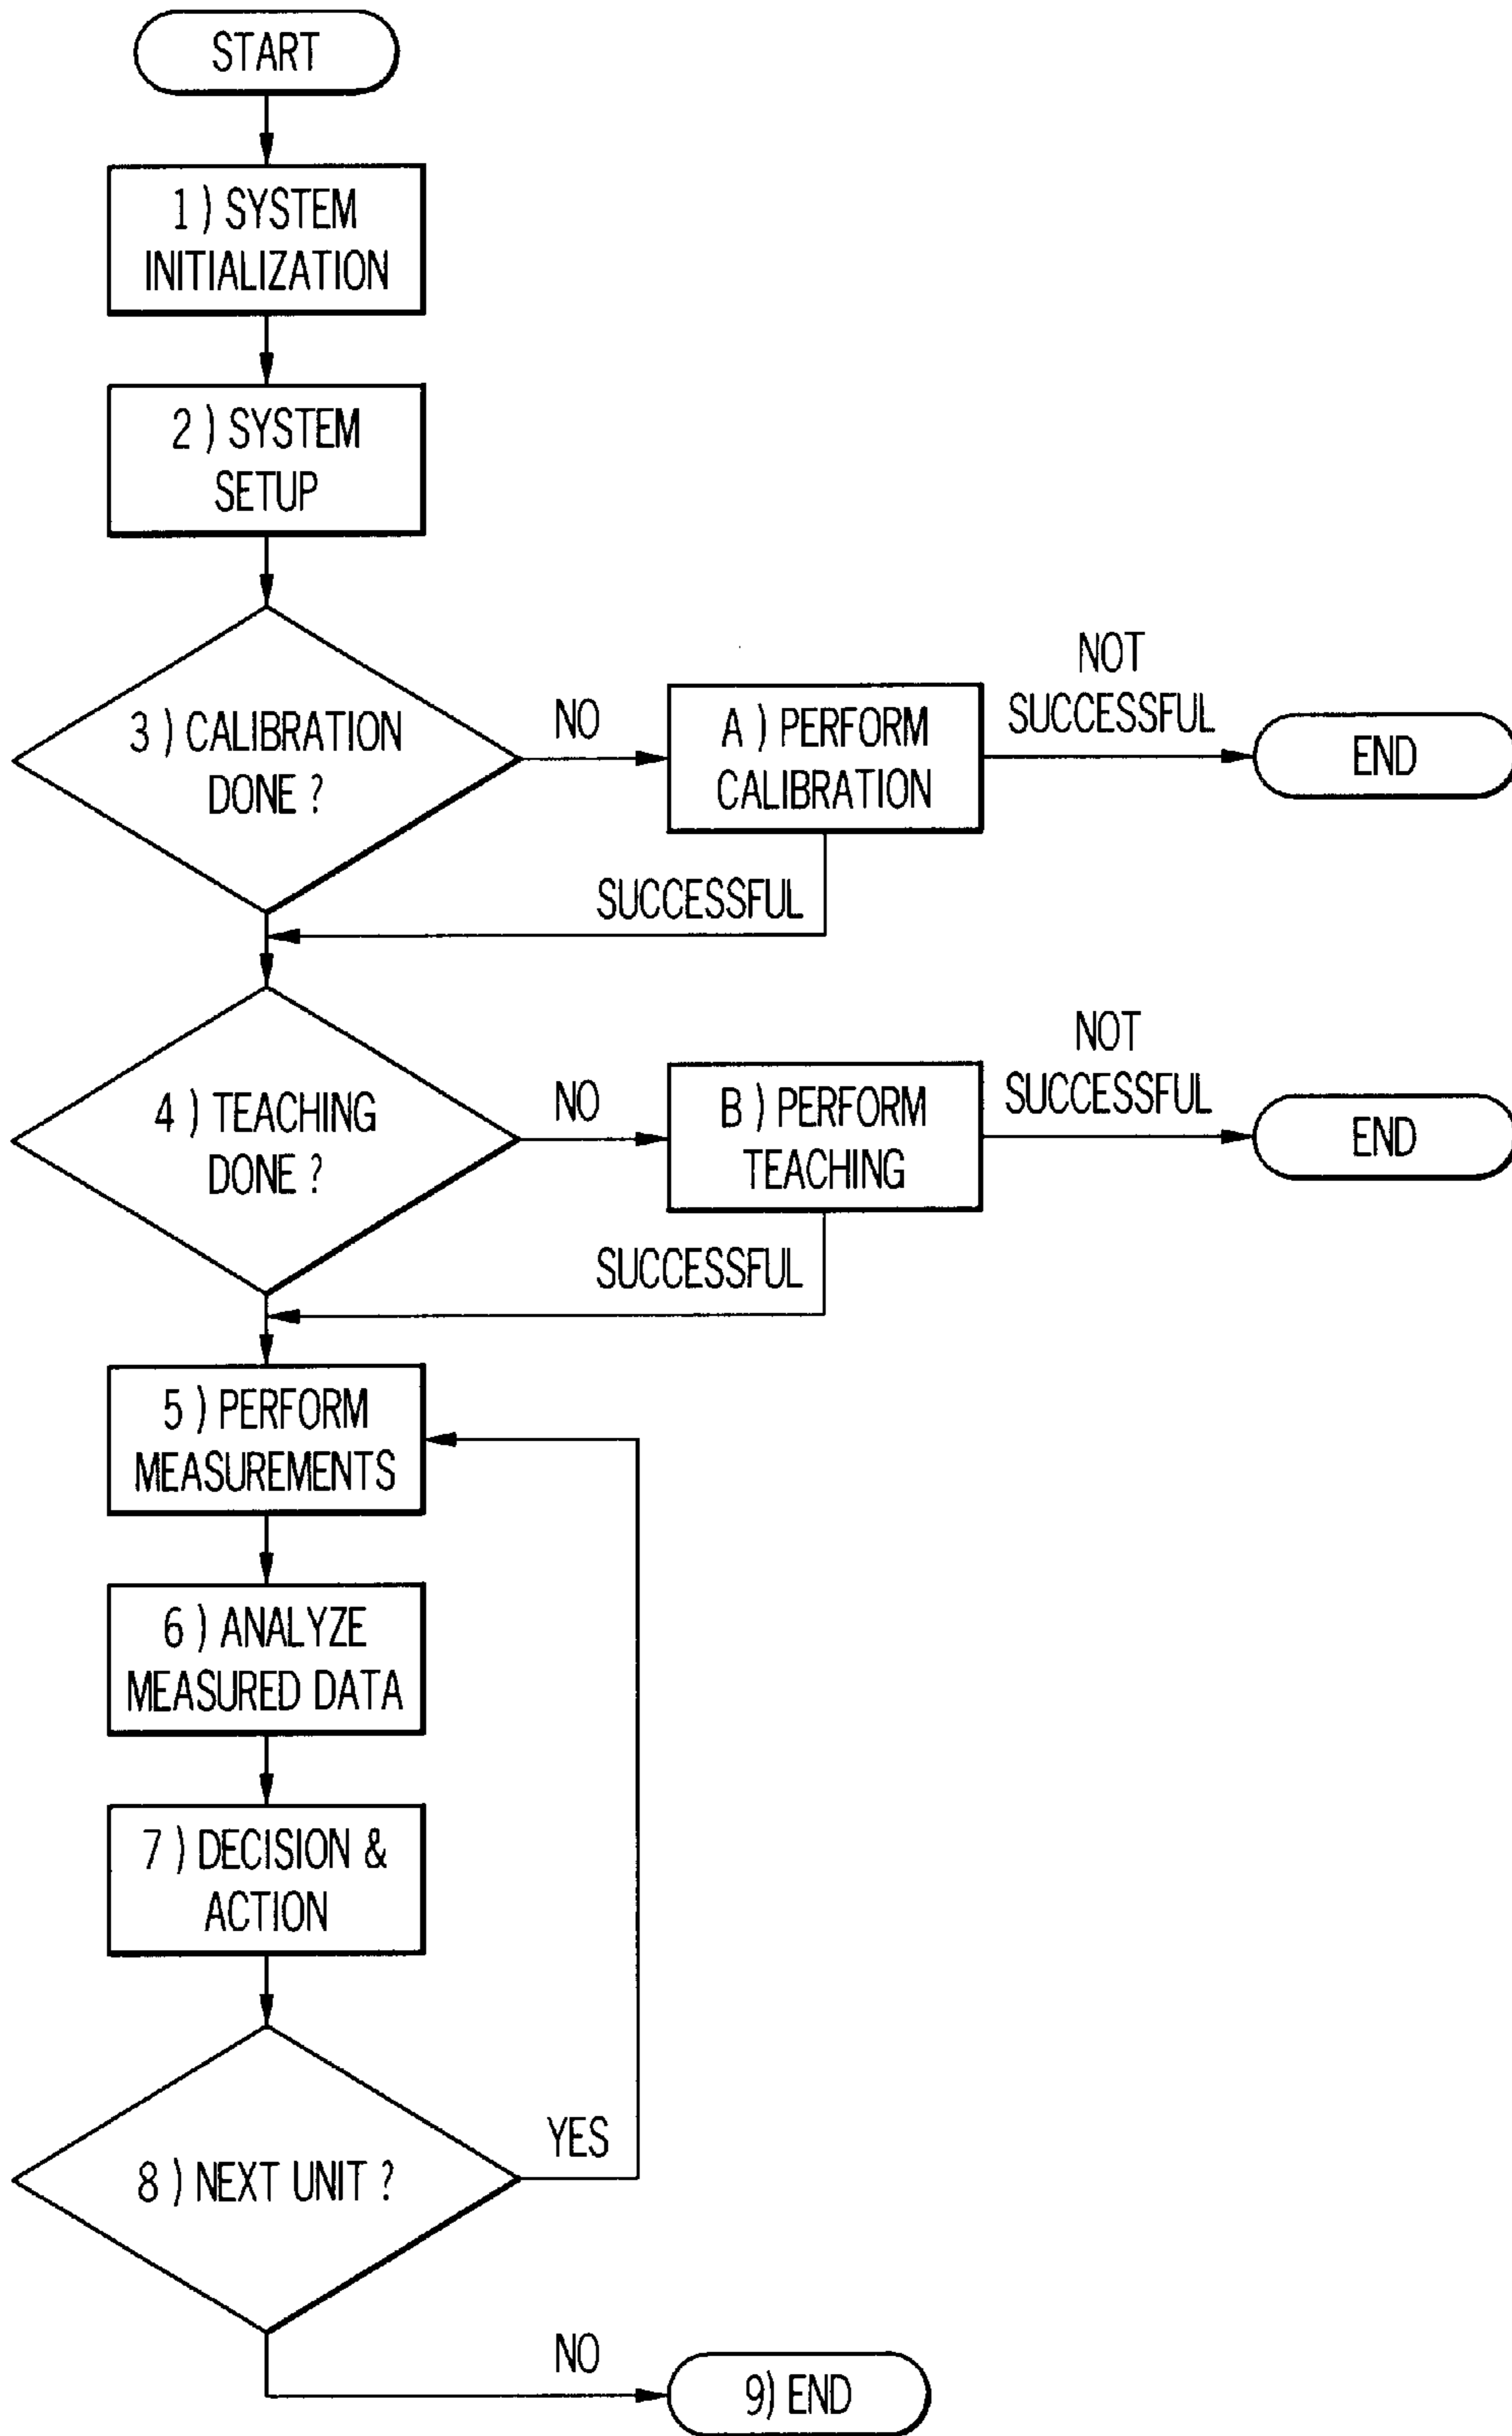 START
1 ) SYSTEM
INITIALIZATION
2 ) SYSTEM
SETUP
3 ) CALIBRATION
DONE ?
NO
A ) PERFORM
CALIBRATION
NOT
SUCCESSFUL
END
SUCCESSFUL
4 ) TEACHING
DONE ?
NO
B ) PERFORM
TEACHING
NOT
SUCCESSFUL
END
SUCCESSFUL
5 ) PERFORM
MEASUREMENTS
6 ) ANALYZE
MEASURED DATA
7 ) DECISION &
ACTION
8 ) NEXT UNIT ?
YES
NO
9) END